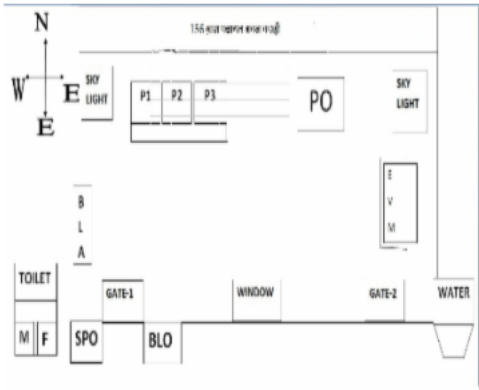 N
156
W
E
E
SKY
LIGHT
P1
P2
P3
PO
SKY
LIGHT
E
V
M
B
L
A
TOILET
GATE-1
WINDOW
GATE-2
WATER
M
F
SPO
BLO